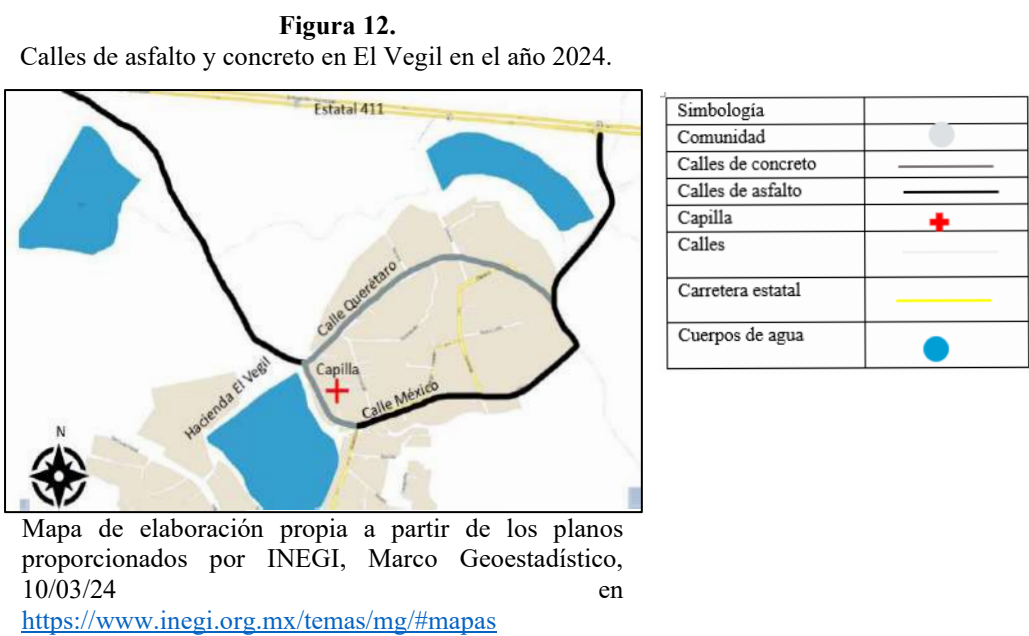 Figura 12.
Calles de asfalto y concreto en El Vegil en el año 2024.
Estatal 411
Calle Querétaro
Capilla
Calle México
Hacienda El Vegil
N
Simbología
Comunidad
Calles de concreto
Calles de asfalto
Capilla
Calles
Carretera estatal
Cuerpos de agua
Mapa de elaboración propia a partir de los planos
proporcionados por INEGI, Marco Geoestadístico,
10/03/24 en
https://www.inegi.org.mx/temas/mg/#mapas